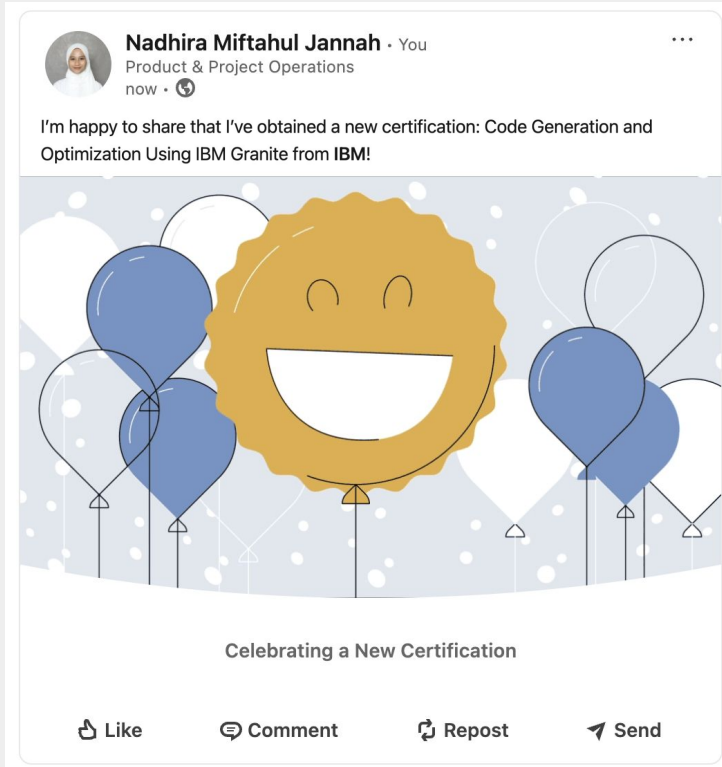 Nadhira Miftahul Jannah · You
Product & Project Operations
now ·
I’m happy to share that I’ve obtained a new certification: Code Generation and
Optimization Using IBM Granite from IBM!
Celebrating a New Certification
Like Comment Repost Send